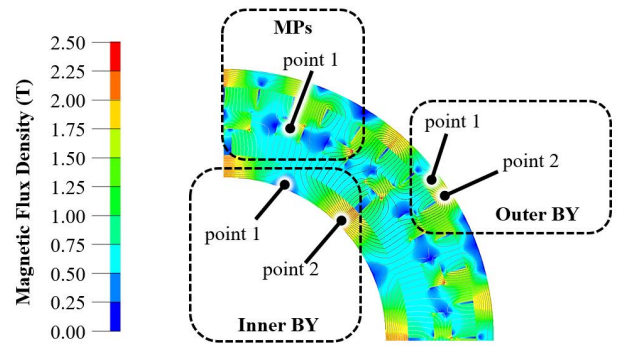 MPs
point 1
Magnetic Flux Density (T)
2.50
2.25
2.00
1.75
1.50
1.25
1.00
0.75
0.50
0.25
0.00
point 1
point 2
Outer BY
point 1
point 2
Inner BY